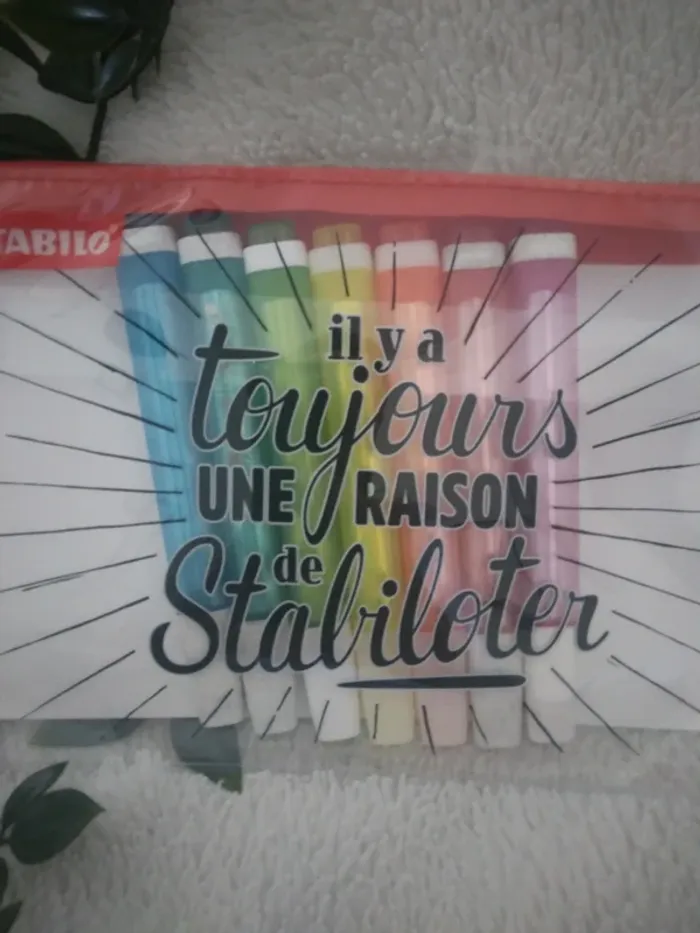 TABILO
il y a
toujours
UNE RAISON
de
Stabiloter